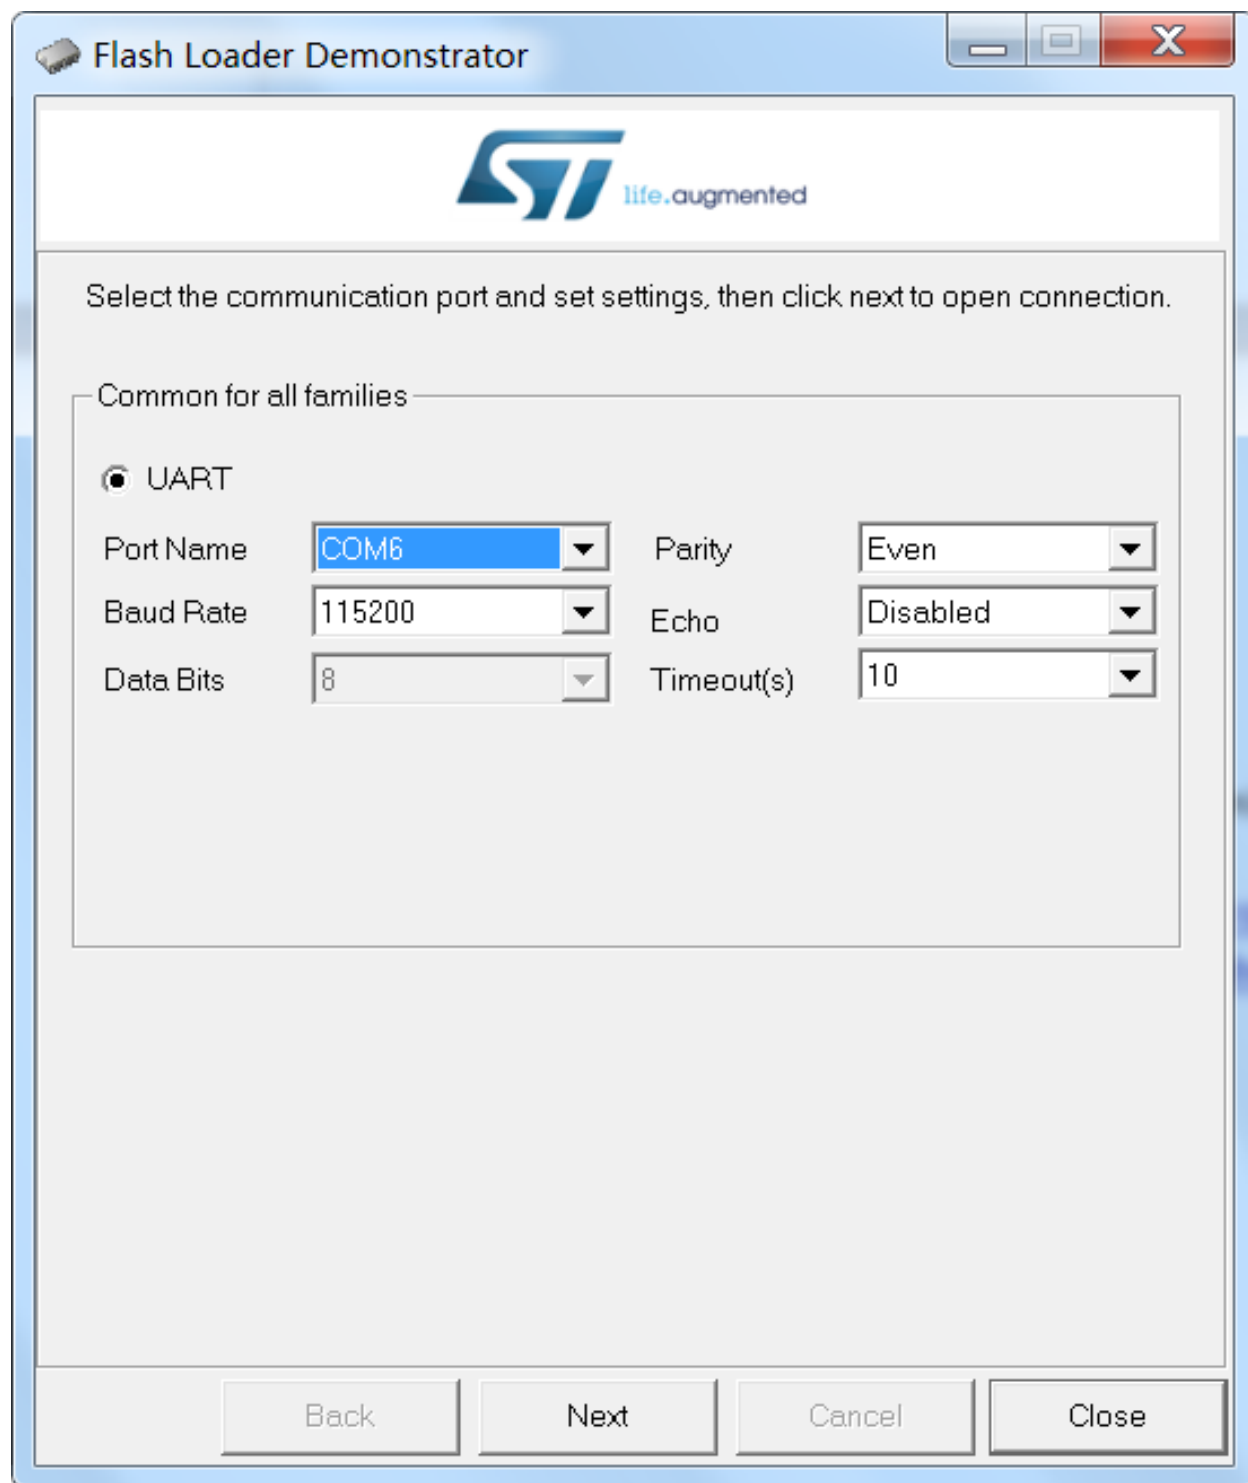 Flash Loader Demonstrator
ST life.augmented
Select the communication port and set settings, then click next to open connection.
Common for all families
UART
Port Name COM6 Parity Even
Baud Rate 115200 Echo Disabled
Data Bits 8 Timeout(s) 10
Back Next Cancel Close